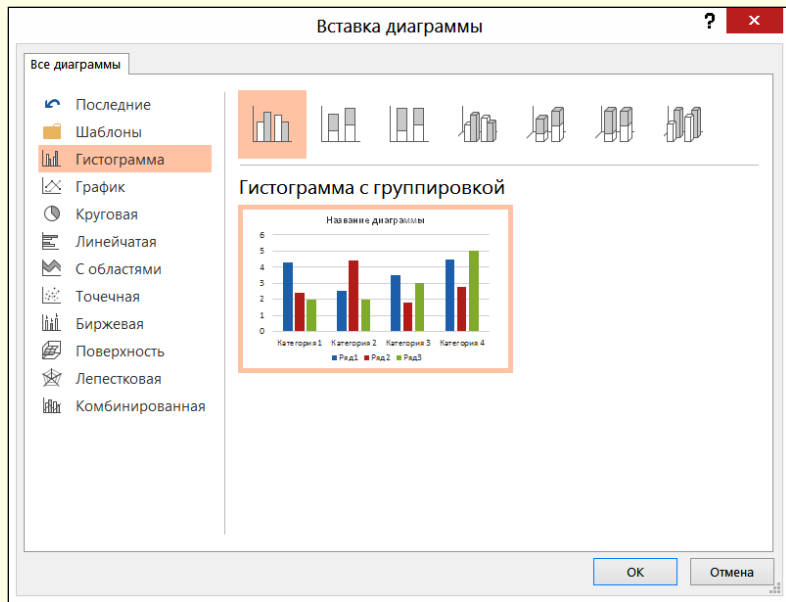 Вставка диаграммы
?
Все диаграммы
Последние
Шаблоны
Гистограмма
График
Круговая
Линейчатая
С областями
Точечная
Биржевая
Поверхность
Лепестковая
Комбинированная
Гистограмма с группировкой
Название диаграммы
6
5
4
3
2
1
0
Категория 1 Категория 2 Категория 3 Категория 4
Ряд1 Ряд2 Ряд3
ОК Отмена